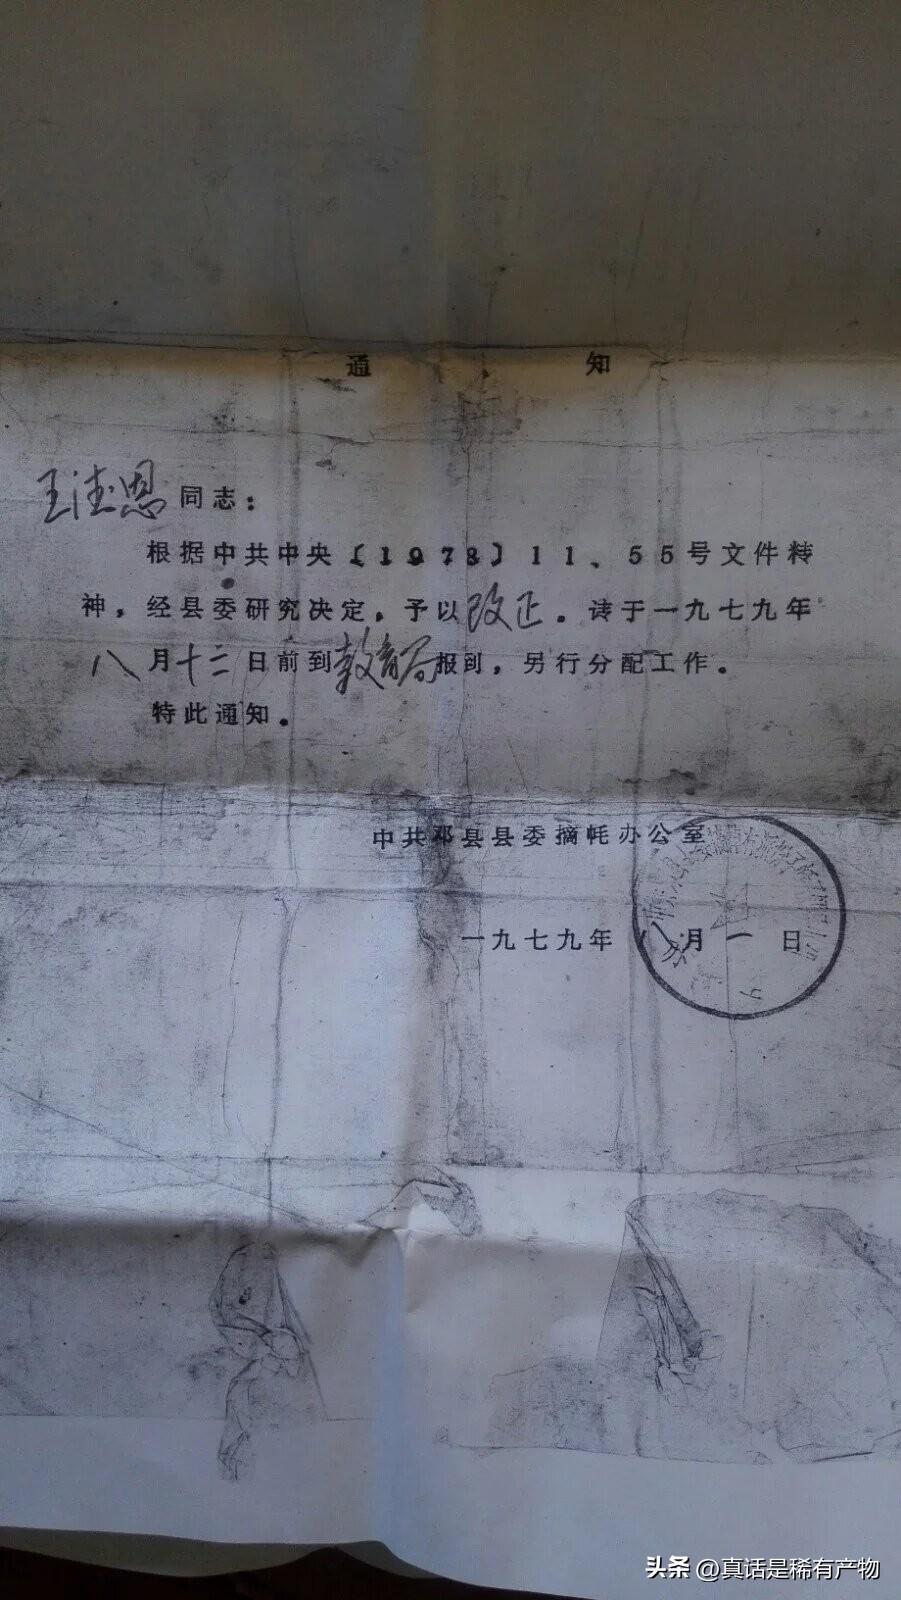 通 知
同志：
根据中共中央〔1978〕11、55号文件精
神，经县委研究决定，予以改正。请于一九七九年
八月十二日前到教育局报到，另行分配工作。
特此通知。
中共邓县县委摘帽办公室
一九七九年八月一日
头条 @真话是稀有产物